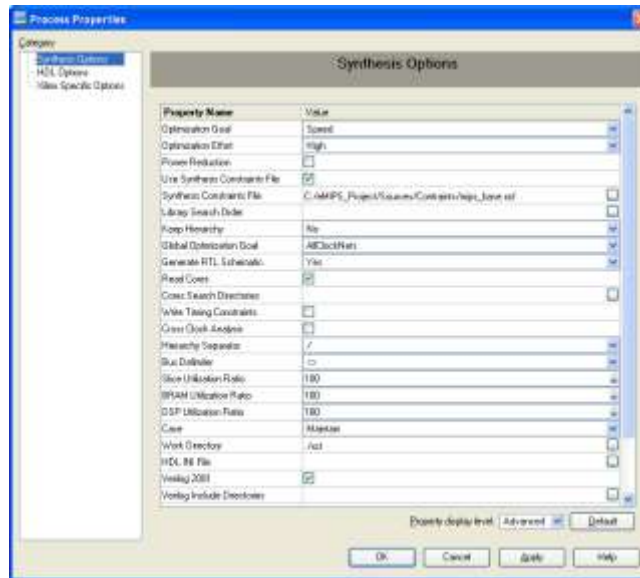 Process Properties
Category
Synthesis Options
HDL Options
Xilinx Specific Options
Synthesis Options
Property Name Value
Optimization Goal Speed
Optimization Effort High
Power Reduction
Use Synthesis Constraints File
Synthesis Constraints File
Library Search Order
Keep Hierarchy No
Global Optimization Goal AllClockNets
Generate RTL Schematic Yes
Read Cores
Cores Search Directories
Write Timing Constraints
Cross Clock Analysis
Hierarchy Separator /
Bus Delimiter <>
Slice Utilization Ratio 100
BRAM Utilization Ratio 100
DSP Utilization Ratio 100
Case Maintain
Work Directory ./xst
HDL INI File
Verilog 2001
Verilog Include Directories
Property display level: Advanced Default
OK Cancel Apply Help